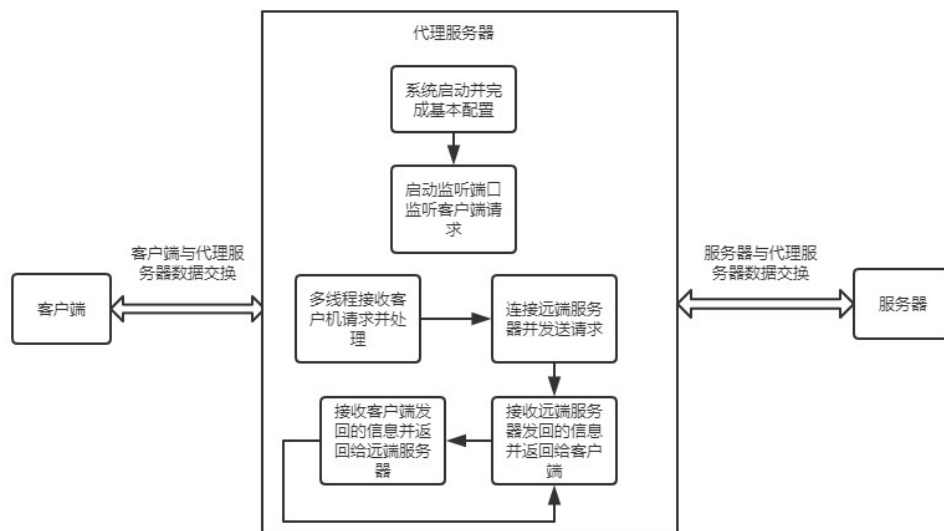 代理服务器
系统启动并完
成基本配置
启动监听端口
监听客户端请
求
客户端与代理服
务器数据交换
服务器与代理服
务器数据交换
客户端
多线程接收客
户机请求并处
理
连接远端服务
器并发送请求
服务器
接收客户端发
回的信息并返
回给远端服务
器
接收远端服务
器发回的信息
并返回给客户
端